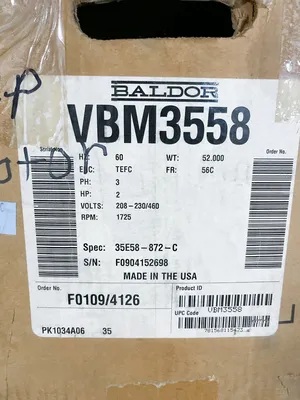 BALDOR
VBM3558
HZ: 60 WT: 52.000
ENC: TEFC FR: 56C
PH: 3
HP: 2
VOLTS: 208-230/460
RPM: 1725
Spec: 35E58-872-C
S/N: F0904152698
MADE IN THE USA
Order No. Product ID
F0109/4126
VBM3558
UPC Code
PK1034A06 35